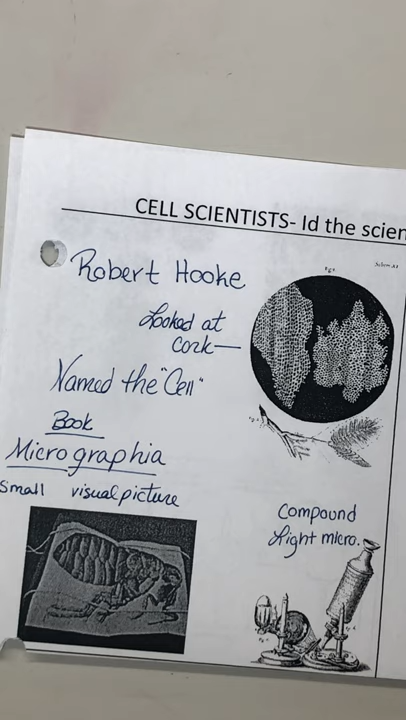 CELL SCIENTISTS- Id the scien
Robert Hooke
Looked at
cork—
Named the "Cell"
Book
Micrographia
Small visual picture
Compound
Light micro.